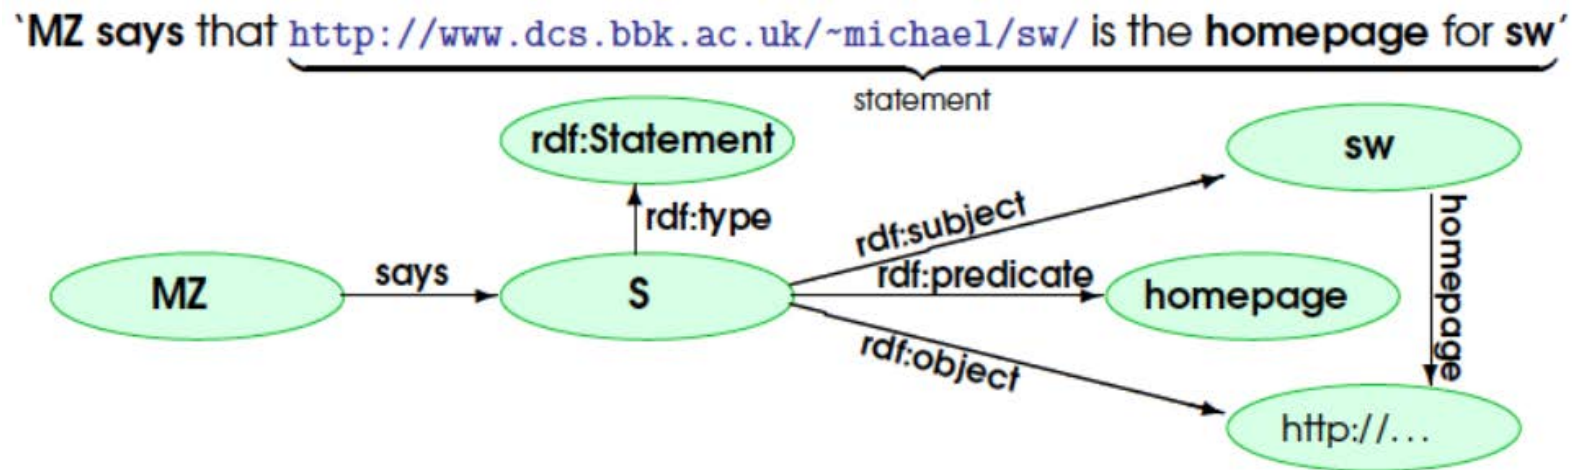 ‘MZ says that http://www.dcs.bbk.ac.uk/~michael/sw/ is the homepage for sw’
statement
rdf:Statement
sw
rdf:type
rdf:subject
homepage
MZ
says
S
rdf:predicate
homepage
rdf:object
http://...